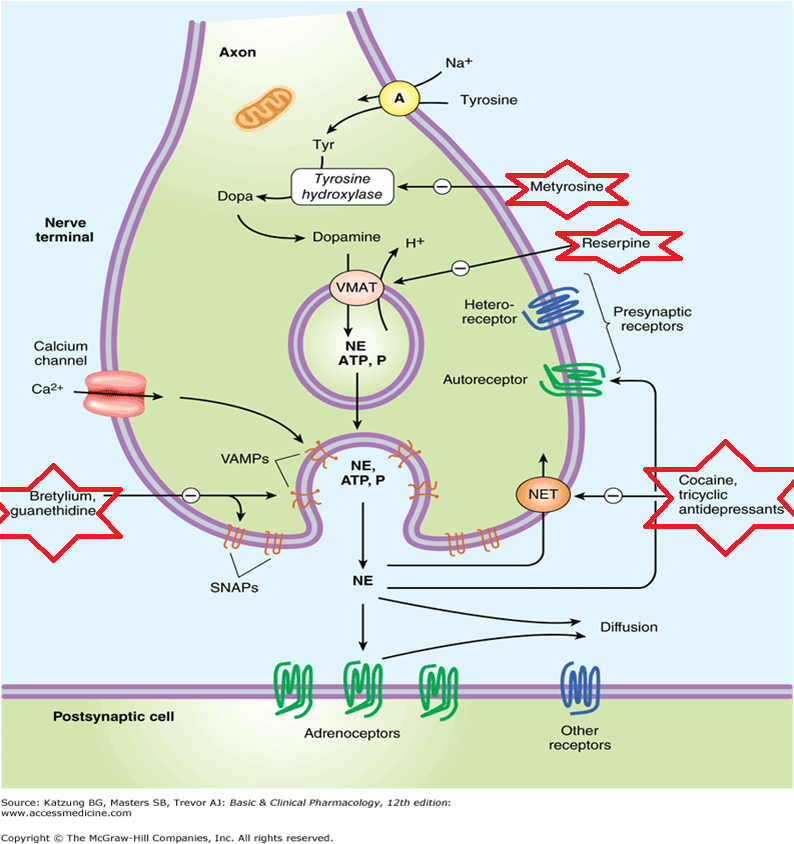 Axon
Na+
A
Tyrosine
Tyr
Tyrosine
hydroxylase
Metyrosine
Dopa
Nerve
terminal
Dopamine
H+
Reserpine
VMAT
Hetero-
receptor
Presynaptic
receptors
NE
ATP, P
Calcium
channel
Autoreceptor
Ca2+
VAMPs
NE,
ATP, P
Cocaine,
tricyclic
antidepressants
NET
Bretylium,
guanethidine
SNAPs
NE
Diffusion
Postsynaptic cell
Adrenoceptors
Other
receptors
Source: Katzung BG, Masters SB, Trevor AJ: Basic & Clinical Pharmacology, 12th edition:
www.accessmedicine.com
Copyright © The McGraw-Hill Companies, Inc. All rights reserved.